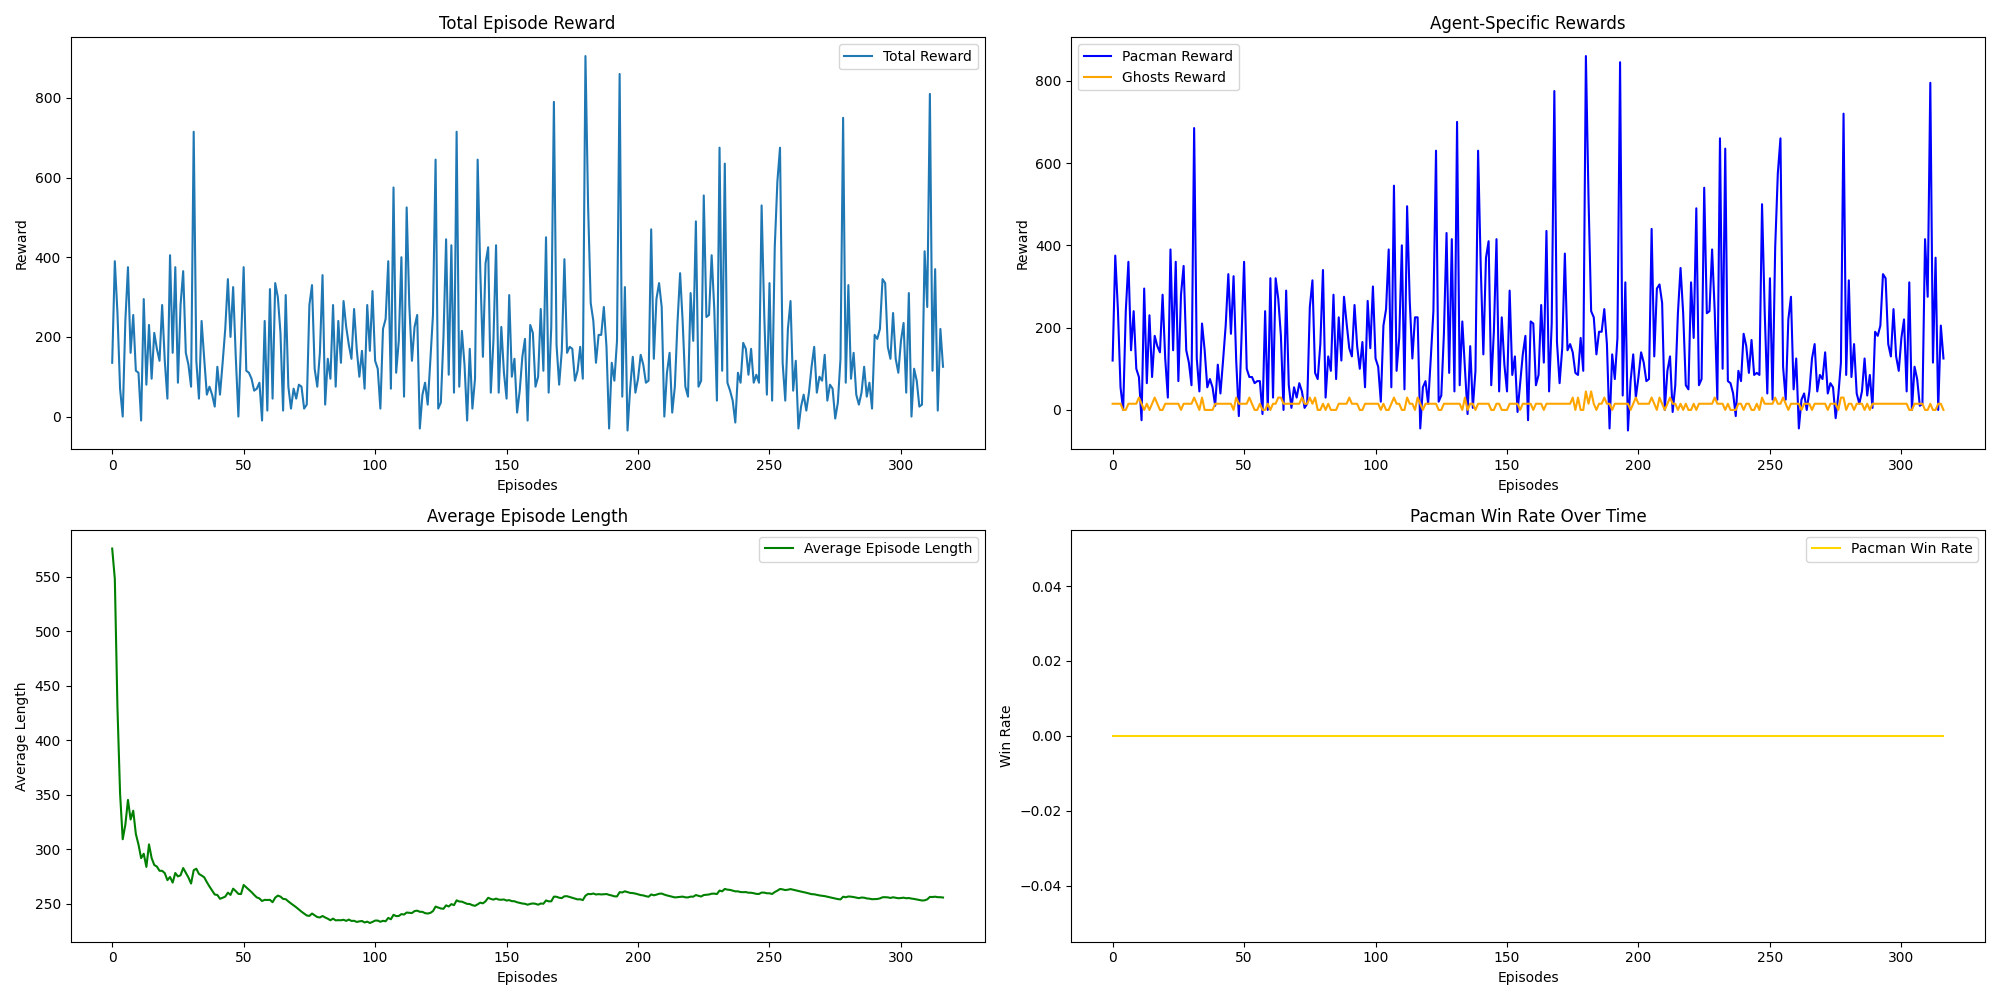 Total Episode Reward
Total Reward
800
600
400
200
0
Reward
0 50 100 150 200 250 300
Episodes
Agent-Specific Rewards
Pacman Reward
Ghosts Reward
800
600
400
200
0
Reward
0 50 100 150 200 250 300
Episodes
Average Episode Length
Average Episode Length
550
500
450
400
350
300
250
Average Length
0 50 100 150 200 250 300
Episodes
Pacman Win Rate Over Time
Pacman Win Rate
0.04
0.02
0.00
−0.02
−0.04
Win Rate
0 50 100 150 200 250 300
Episodes